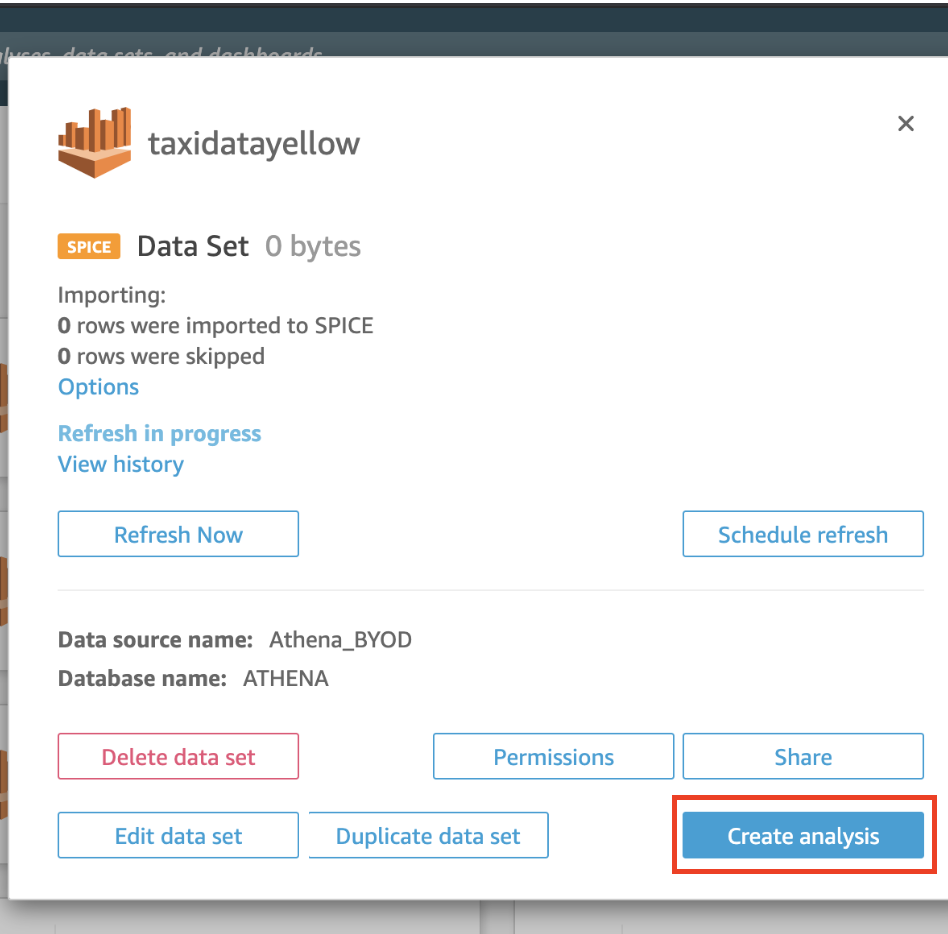 alyses, data sets, and dashboards
taxidatayellow
SPICE Data Set 0 bytes
Importing:
0 rows were imported to SPICE
0 rows were skipped
Options
Refresh in progress
View history
Refresh Now Schedule refresh
Data source name: Athena_BYOD
Database name: ATHENA
Delete data set Permissions Share
Edit data set Duplicate data set Create analysis